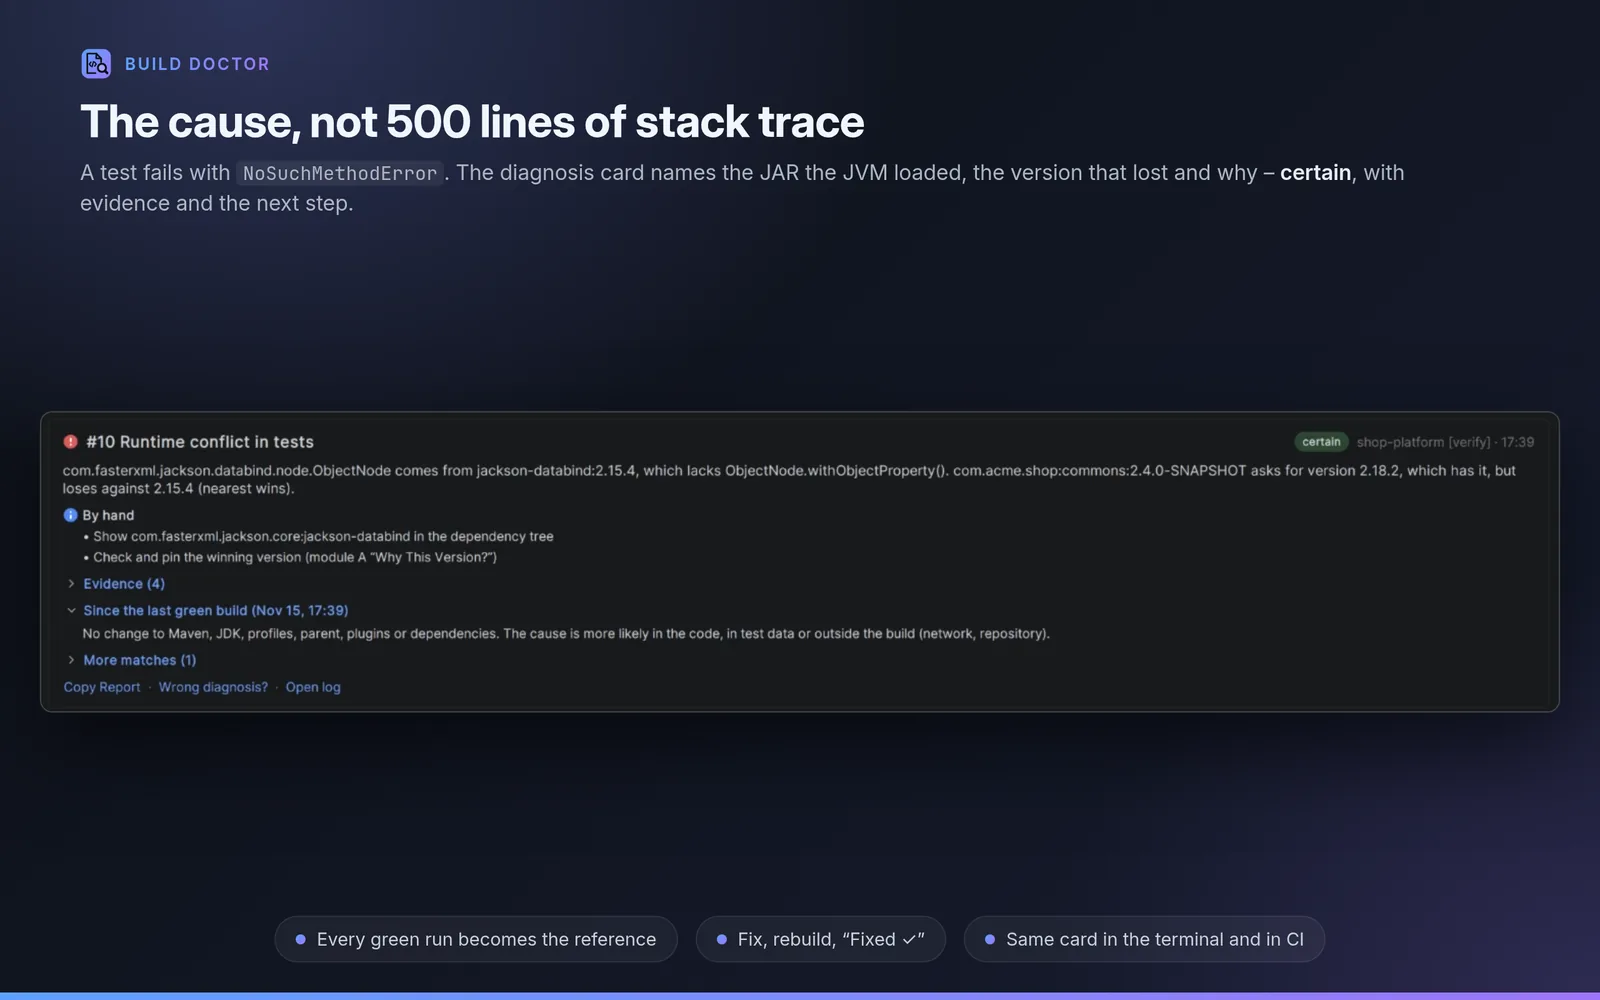 BUILD DOCTOR
The cause, not 500 lines of stack trace
A test fails with NoSuchMethodError. The diagnosis card names the JAR the JVM loaded, the version that lost and why – certain, with
evidence and the next step.
#10 Runtime conflict in tests
certain shop-platform [verify] · 17:39
com.fasterxml.jackson.databind.node.ObjectNode comes from jackson-databind:2.15.4, which lacks ObjectNode.withObjectProperty(). com.acme.shop:commons:2.4.0-SNAPSHOT asks for version 2.18.2, which has it, but
loses against 2.15.4 (nearest wins).
By hand
• Show com.fasterxml.jackson.core:jackson-databind in the dependency tree
• Check and pin the winning version (module A “Why This Version?”)
Evidence (4)
Since the last green build (Nov 15, 17:39)
No change to Maven, JDK, profiles, parent, plugins or dependencies. The cause is more likely in the code, in test data or outside the build (network, repository).
More matches (1)
Copy Report · Wrong diagnosis? · Open log
Every green run becomes the reference
Fix, rebuild, “Fixed ✓”
Same card in the terminal and in CI